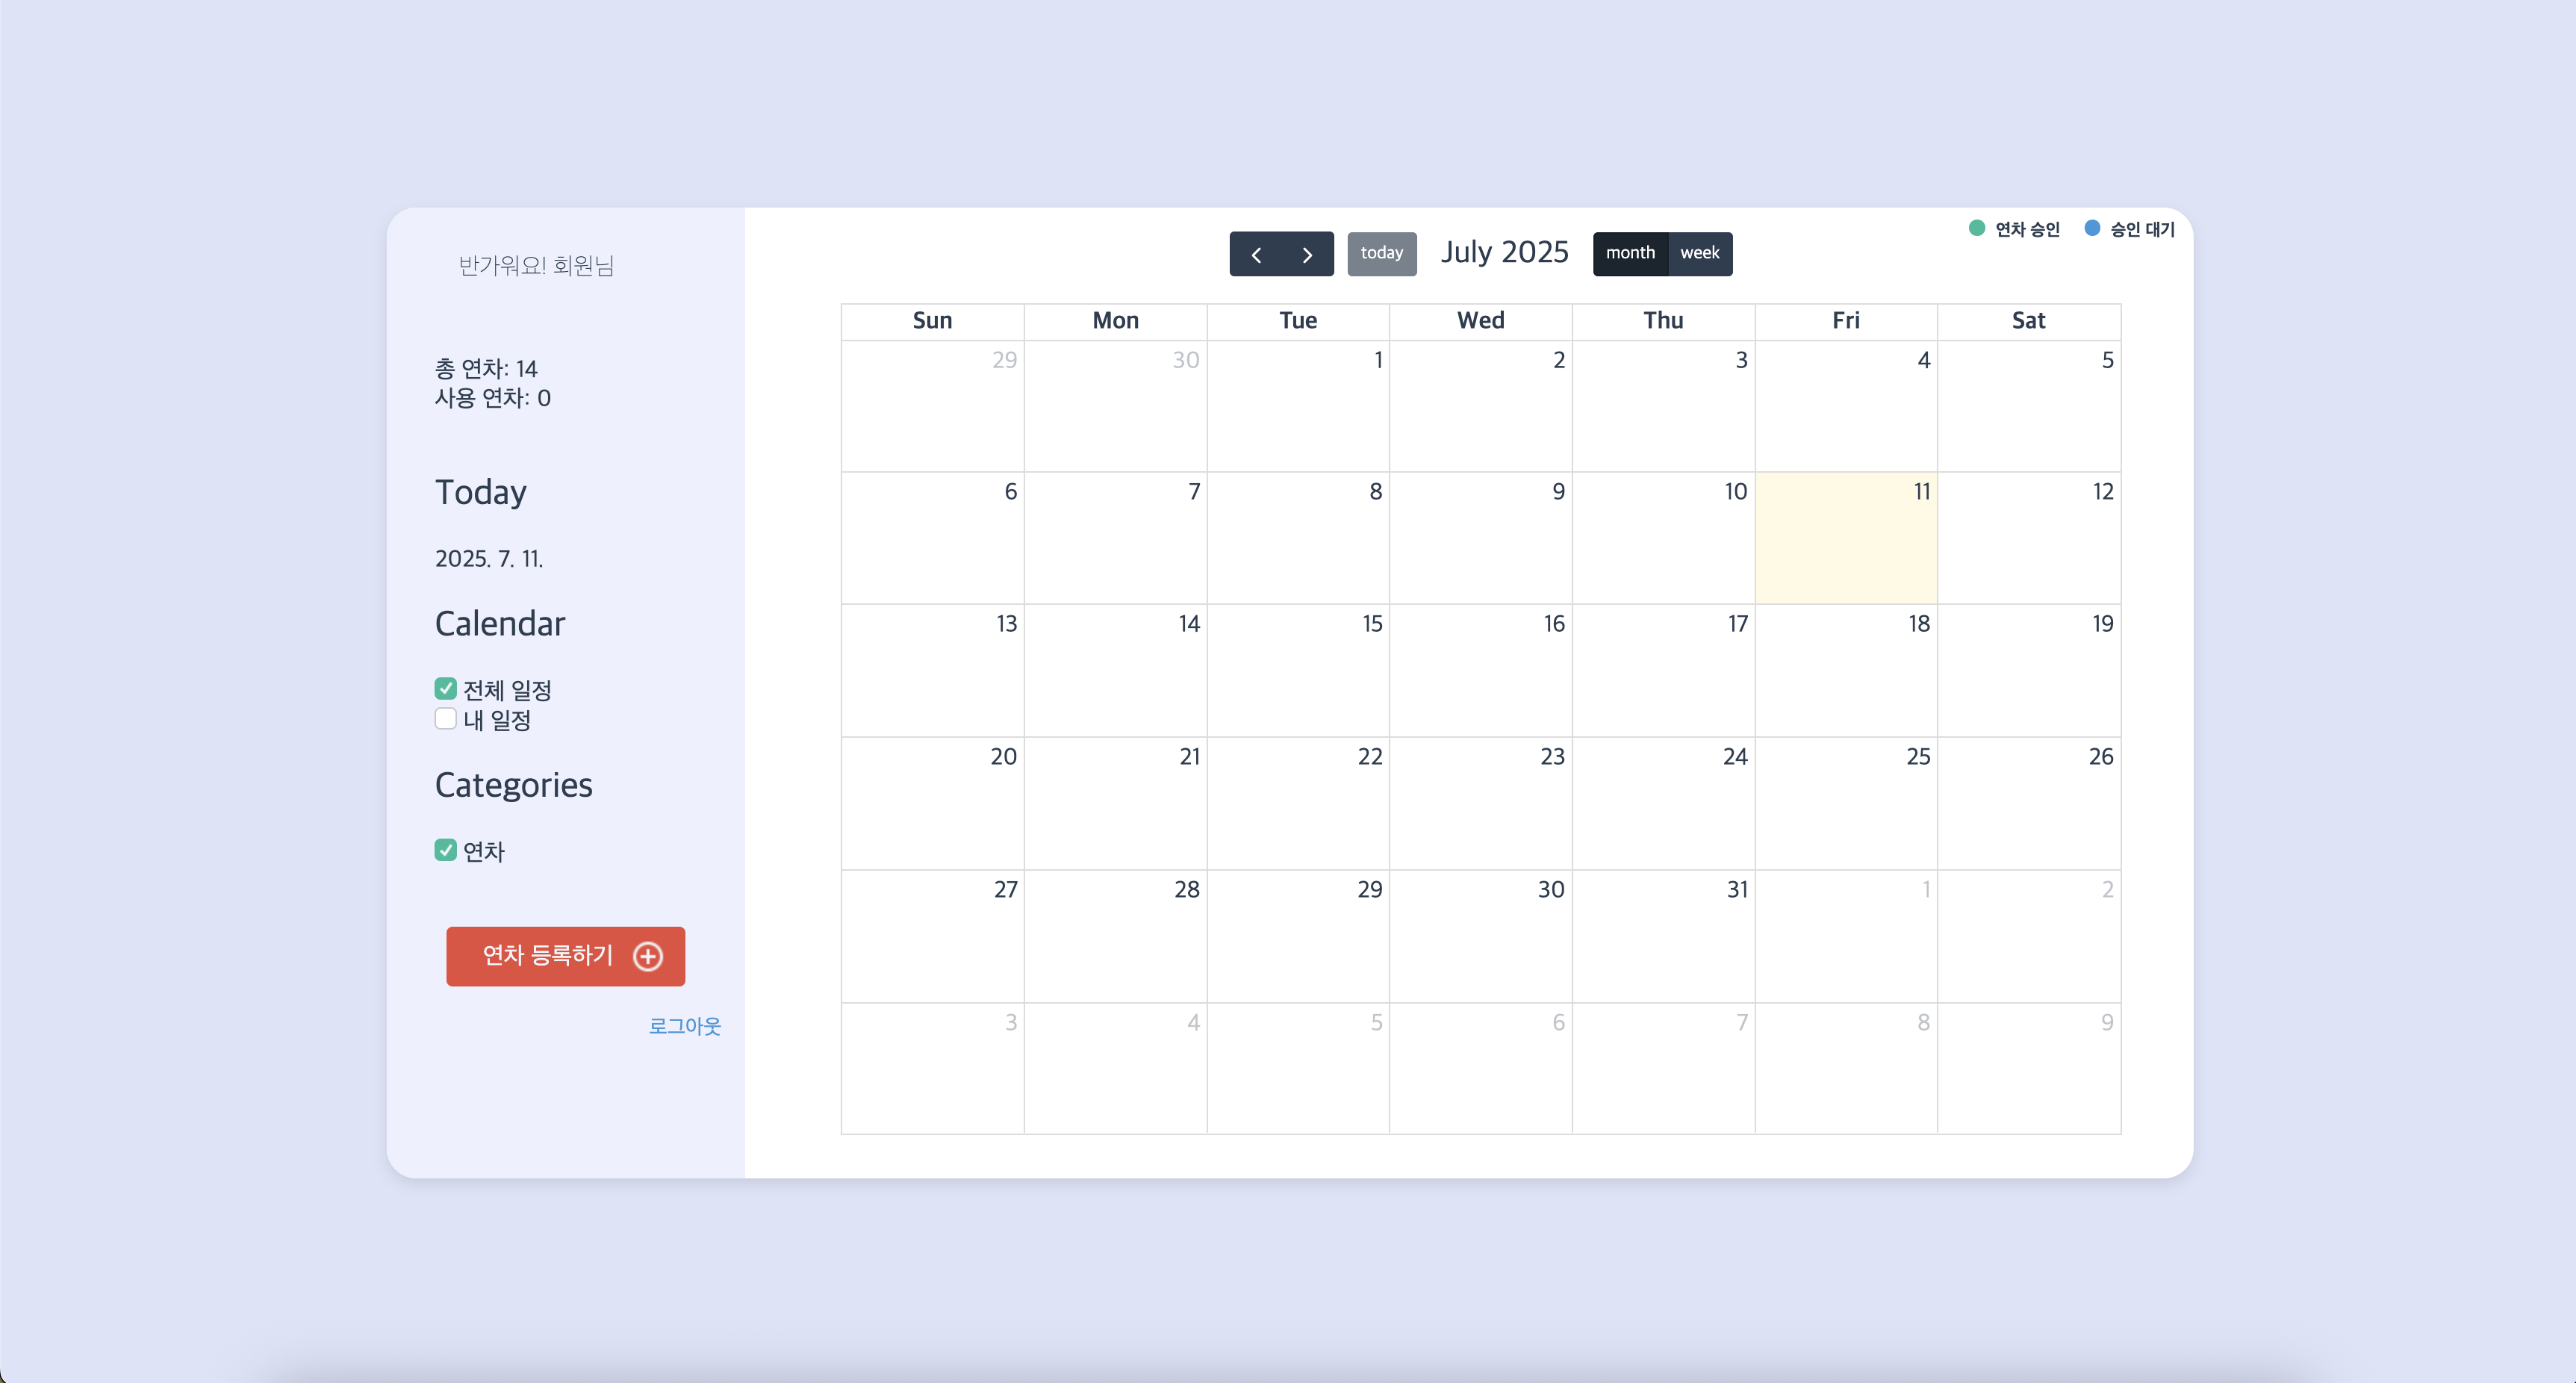 반가워요! 회원님
총 연차: 14
사용 연차: 0
Today
2025. 7. 11.
Calendar
전체 일정
내 일정
Categories
연차
연차 등록하기
로그아웃
연차 승인 승인 대기
today July 2025 month week
Sun Mon Tue Wed Thu Fri Sat
29 30 1 2 3 4 5
6 7 8 9 10 11 12
13 14 15 16 17 18 19
20 21 22 23 24 25 26
27 28 29 30 31 1 2
3 4 5 6 7 8 9